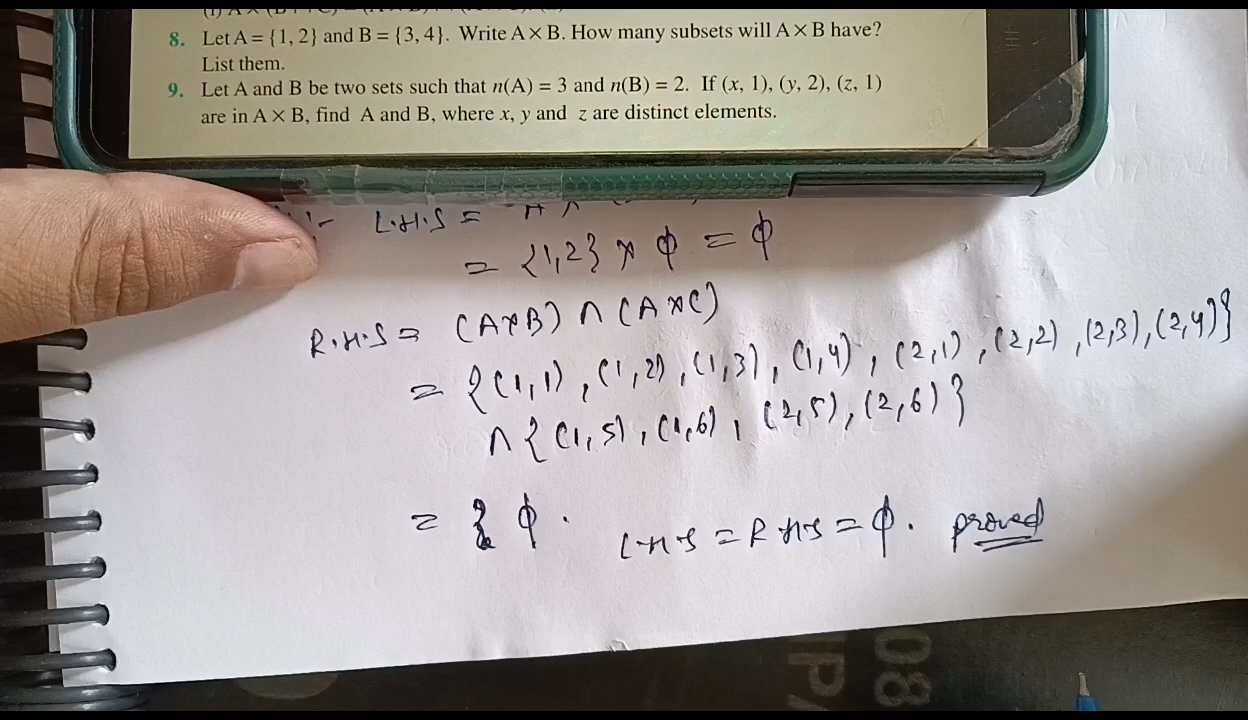 8. Let A = {1, 2} and B = {3, 4}. Write A × B. How many subsets will A × B have?
List them.
9. Let A and B be two sets such that n(A) = 3 and n(B) = 2. If (x, 1), (y, 2), (z, 1)
are in A × B, find A and B, where x, y and z are distinct elements.
L.H.S =
= {1,2} × ϕ = ϕ
R.H.S = (A×B) ∩ (A×C)
= {(1,1), (1,2), (1,3), (1,4), (2,1), (2,2), (2,3), (2,4)}
∩ {(1,5), (1,6), (2,5), (2,6)}
= ϕ. LHS = RHS = ϕ. proved
08